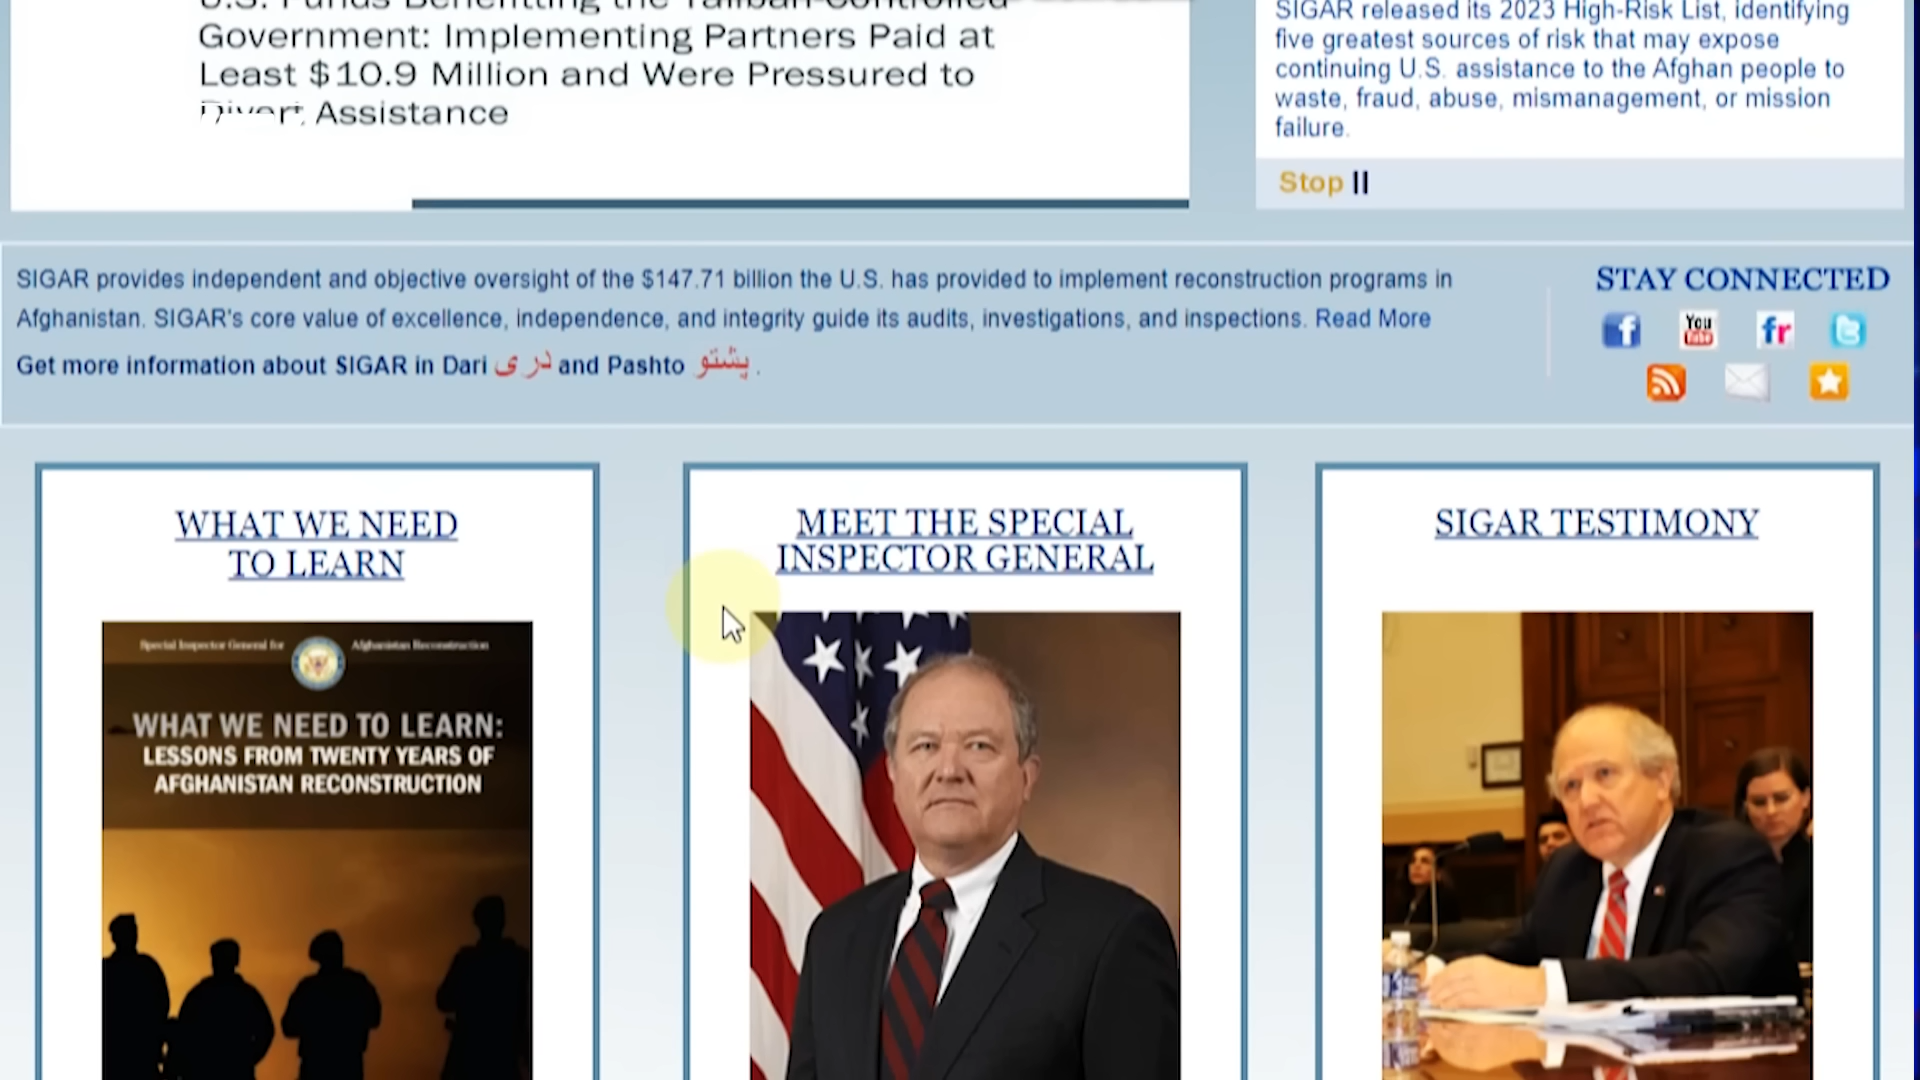 U.S. Funds Benefitting the Taliban-Controlled
Government: Implementing Partners Paid at
Least $10.9 Million and Were Pressured to
Divert Assistance
SIGAR released its 2023 High-Risk List, identifying
five greatest sources of risk that may expose
continuing U.S. assistance to the Afghan people to
waste, fraud, abuse, mismanagement, or mission
failure.
Stop
SIGAR provides independent and objective oversight of the $147.71 billion the U.S. has provided to implement reconstruction programs in
Afghanistan. SIGAR's core value of excellence, independence, and integrity guide its audits, investigations, and inspections. Read More
Get more information about SIGAR in Dari دری and Pashto پښتو .
STAY CONNECTED
f
You
Tube
fr
t
WHAT WE NEED
TO LEARN
Special Inspector General for Afghanistan Reconstruction
WHAT WE NEED TO LEARN:
LESSONS FROM TWENTY YEARS OF
AFGHANISTAN RECONSTRUCTION
MEET THE SPECIAL
INSPECTOR GENERAL
SIGAR TESTIMONY